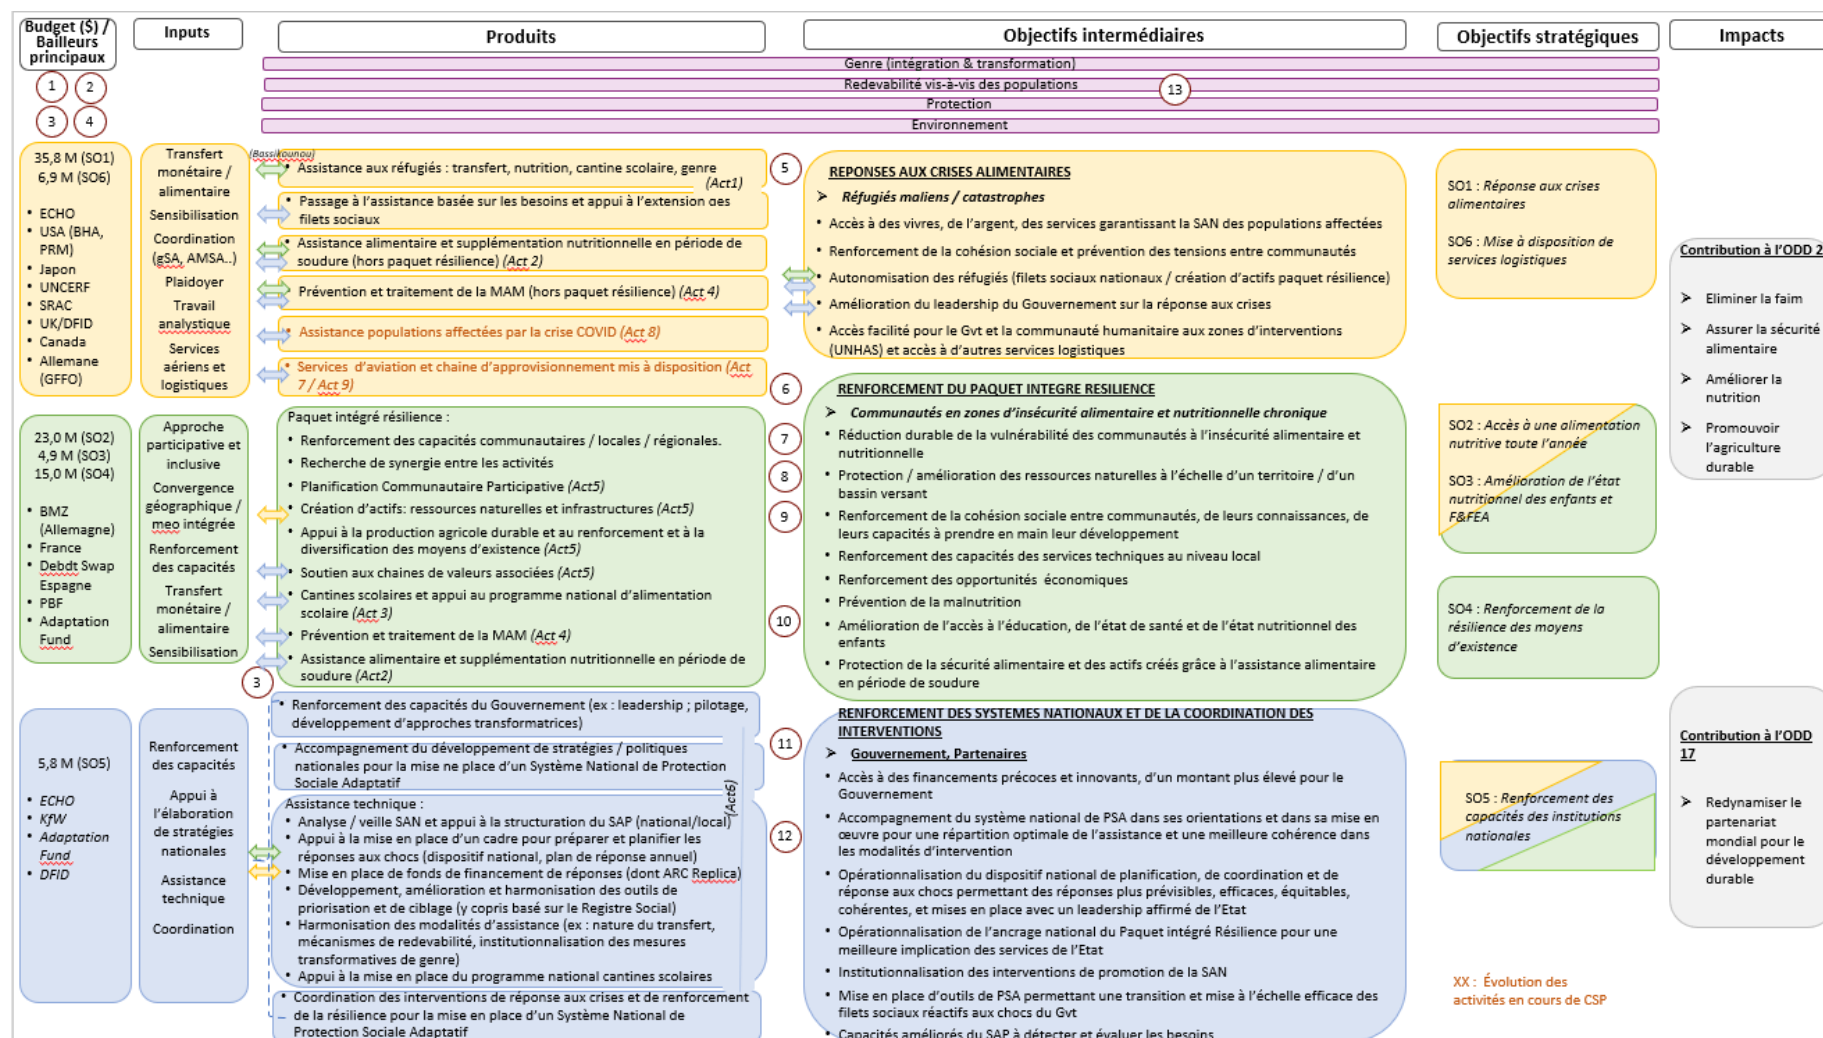 Budget ($) /
Bailleurs
principaux
Inputs
Produits
Objectifs intermédiaires
Objectifs stratégiques
Impacts
1
2
3
4
Genre (intégration & transformation)
Redevabilité vis-à-vis des populations
13
Protection
Environnement
35,8 M (SO1)
6,9 M (SO6)
• ECHO
• USA (BHA,
PRM)
• Japon
• UNCERF
• SRAC
• UK/DFID
• Canada
• Allemane
(GFFO)
Transfert
monétaire /
alimentaire
Sensibilisation
Coordination
(gSA, AMSA..)
Plaidoyer
Travail
analystique
Services
aériens et
logistiques
(Bassikounou)
• Assistance aux réfugiés : transfert, nutrition, cantine scolaire, genre
(Act1)
• Passage à l'assistance basée sur les besoins et appui à l'extension des
filets sociaux
• Assistance alimentaire et supplémentation nutritionnelle en période de
soudure (hors paquet résilience) (Act 2)
• Prévention et traitement de la MAM (hors paquet résilience) (Act 4)
• Assistance populations affectées par la crise COVID (Act 8)
• Services d'aviation et chaine d'approvisionnement mis à disposition (Act
7 / Act 9)
5
REPONSES AUX CRISES ALIMENTAIRES
➤ Réfugiés maliens / catastrophes
• Accès à des vivres, de l'argent, des services garantissant la SAN des populations affectées
• Renforcement de la cohésion sociale et prévention des tensions entre communautés
• Autonomisation des réfugiés (filets sociaux nationaux / création d'actifs paquet résilience)
• Amélioration du leadership du Gouvernement sur la réponse aux crises
• Accès facilité pour le Gvt et la communauté humanitaire aux zones d'interventions
(UNHAS) et accès à d'autres services logistiques
SO1 : Réponse aux crises
alimentaires
SO6 : Mise à disposition de
services logistiques
Contribution à l'ODD 2
➤ Eliminer la faim
➤ Assurer la sécurité
alimentaire
➤ Améliorer la
nutrition
➤ Promouvoir
l'agriculture
durable
23,0 M (SO2)
4,9 M (SO3)
15,0 M (SO4)
• BMZ
(Allemagne)
• France
• Debdt Swap
Espagne
• PBF
• Adaptation
Fund
Approche
participative et
inclusive
Convergence
géographique /
meo intégrée
Renforcement
des capacités
Transfert
monétaire /
alimentaire
Sensibilisation
Paquet intégré résilience :
• Renforcement des capacités communautaires / locales / régionales.
• Recherche de synergie entre les activités
• Planification Communautaire Participative (Act5)
• Création d'actifs: ressources naturelles et infrastructures (Act5)
• Appui à la production agricole durable et au renforcement et à la
diversification des moyens d'existence (Act5)
• Soutien aux chaines de valeurs associées (Act5)
• Cantines scolaires et appui au programme national d'alimentation
scolaire (Act 3)
• Prévention et traitement de la MAM (Act 4)
• Assistance alimentaire et supplémentation nutritionnelle en période de
soudure (Act2)
6
7
8
9
10
RENFORCEMENT DU PAQUET INTEGRE RESILIENCE
➤ Communautés en zones d'insécurité alimentaire et nutritionnelle chronique
• Réduction durable de la vulnérabilité des communautés à l'insécurité alimentaire et
nutritionnelle
• Protection / amélioration des ressources naturelles à l'échelle d'un territoire / d'un
bassin versant
• Renforcement de la cohésion sociale entre communautés, de leurs connaissances, de
leurs capacités à prendre en main leur développement
• Renforcement des capacités des services techniques au niveau local
• Renforcement des opportunités économiques
• Prévention de la malnutrition
• Amélioration de l'accès à l'éducation, de l'état de santé et de l'état nutritionnel des
enfants
• Protection de la sécurité alimentaire et des actifs créés grâce à l'assistance alimentaire
en période de soudure
SO2 : Accès à une alimentation
nutritive toute l'année
SO3 : Amélioration de l'état
nutritionnel des enfants et
F&FEA
SO4 : Renforcement de la
résilience des moyens
d'existence
3
5,8 M (SO5)
• ECHO
• KfW
• Adaptation
Fund
• DFID
Renforcement
des capacités
Appui à
l'élaboration
de stratégies
nationales
Assistance
technique
Coordination
• Renforcement des capacités du Gouvernement (ex : leadership ; pilotage,
développement d'approches transformatrices)
• Accompagnement du développement de stratégies / politiques
nationales pour la mise ne place d'un Système National de Protection
Sociale Adaptatif
(Act6)
Assistance technique :
• Analyse / veille SAN et appui à la structuration du SAP (national/local)
• Appui à la mise en place d'un cadre pour préparer et planifier les
réponses aux chocs (dispositif national, plan de réponse annuel)
• Mise en place de fonds de financement de réponses (dont ARC Replica)
• Développement, amélioration et harmonisation des outils de
priorisation et de ciblage (y copris basé sur le Registre Social)
• Harmonisation des modalités d'assistance (ex : nature du transfert,
mécanismes de redevabilité, institutionnalisation des mesures
transformatives de genre)
• Appui à la mise en place du programme national cantines scolaires
• Coordination des interventions de réponse aux crises et de renforcement
de la résilience pour la mise en place d'un Système National de
Protection Sociale Adaptatif
11
12
RENFORCEMENT DES SYSTEMES NATIONAUX ET DE LA COORDINATION DES
INTERVENTIONS
➤ Gouvernement, Partenaires
• Accès à des financements précoces et innovants, d'un montant plus élevé pour le
Gouvernement
• Accompagnement du système national de PSA dans ses orientations et dans sa mise en
œuvre pour une répartition optimale de l'assistance et une meilleure cohérence dans
les modalités d'intervention
• Opérationnalisation du dispositif national de planification, de coordination et de
réponse aux chocs permettant des réponses plus prévisibles, efficaces, équitables,
cohérentes, et mises en place avec un leadership affirmé de l'Etat
• Opérationnalisation de l'ancrage national du Paquet intégré Résilience pour une
meilleure implication des services de l'Etat
• Institutionnalisation des interventions de promotion de la SAN
• Mise en place d'outils de PSA permettant une transition et mise à l'échelle efficace des
filets sociaux réactifs aux chocs du Gvt
• Capacités améliorés du SAP à détecter et évaluer les besoins
SO5 : Renforcement des
capacités des institutions
nationales
Contribution à l'ODD
17
➤ Redynamiser le
partenariat
mondial pour le
développement
durable
XX : Évolution des
activités en cours de CSP